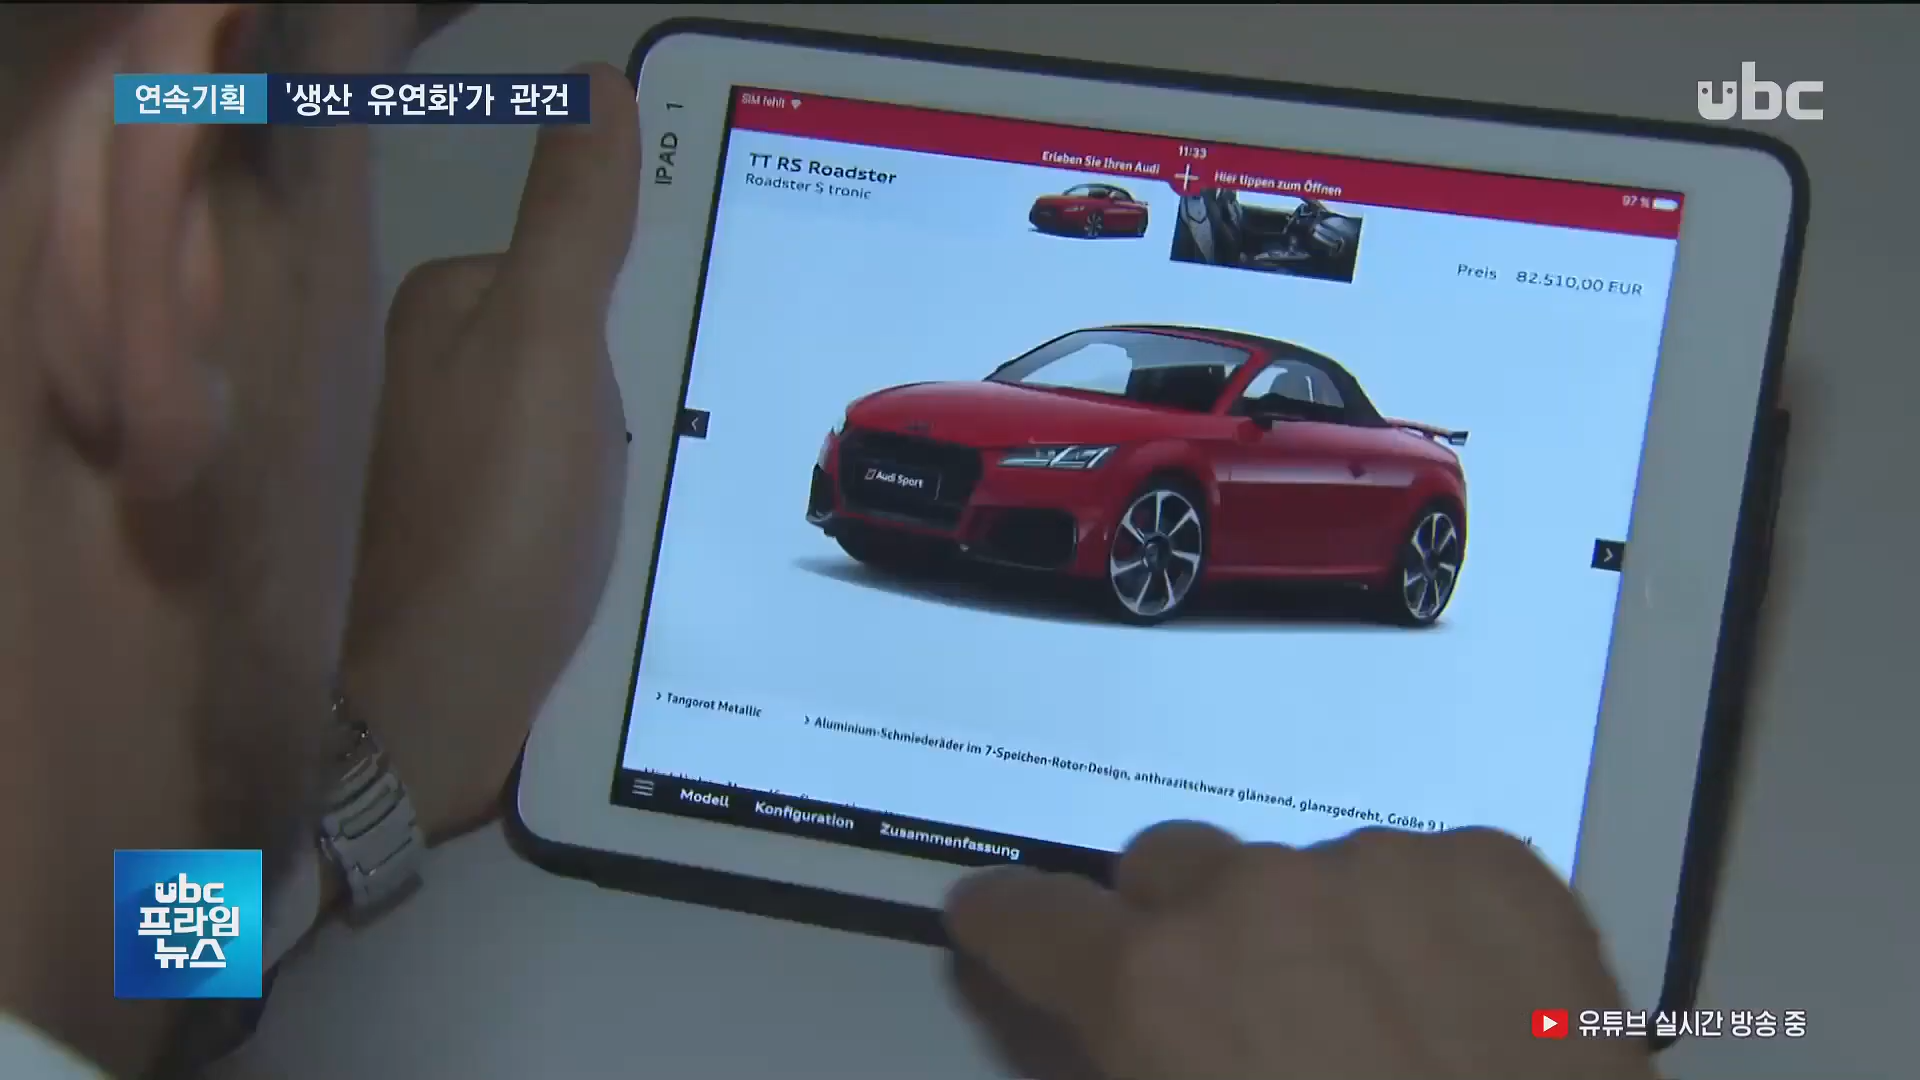 연속기획 '생산 유연화'가 관건
ubc
IPAD 1
SIM fehlt
11:33
97 %
Erleben Sie Ihren Audi
Hier tippen zum Öffnen
TT RS Roadster
Roadster S tronic
Preis 82.510,00 EUR
Audi Sport
> Tangorot Metallic
> Aluminium-Schmiederäder im 7-Speichen-Rotor-Design, anthrazitschwarz glänzend, glanzgedreht, Größe 9 J
Modell Konfiguration Zusammenfassung
ubc
프라임
뉴스
유튜브 실시간 방송 중